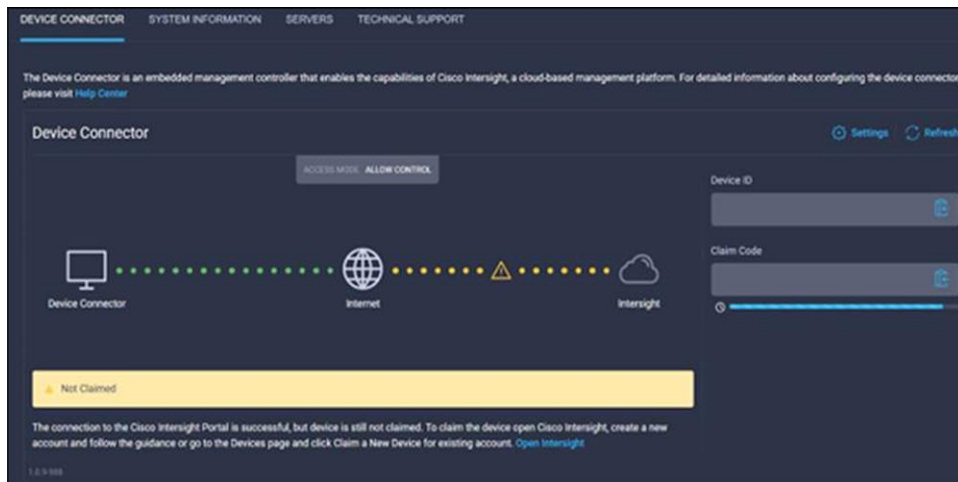 DEVICE CONNECTOR SYSTEM INFORMATION SERVERS TECHNICAL SUPPORT
The Device Connector is an embedded management controller that enables the capabilities of Cisco Intersight, a cloud-based management platform. For detailed information about configuring the device connector
please visit Help Center
Device Connector
Settings Refresh
ACCESS MODE ALLOW CONTROL
Device ID
Claim Code
Device Connector Internet Intersight
Not Claimed
The connection to the Cisco Intersight Portal is successful, but device is still not claimed. To claim the device open Cisco Intersight, create a new
account and follow the guidance or go to the Devices page and click Claim a New Device for existing account. Open Intersight